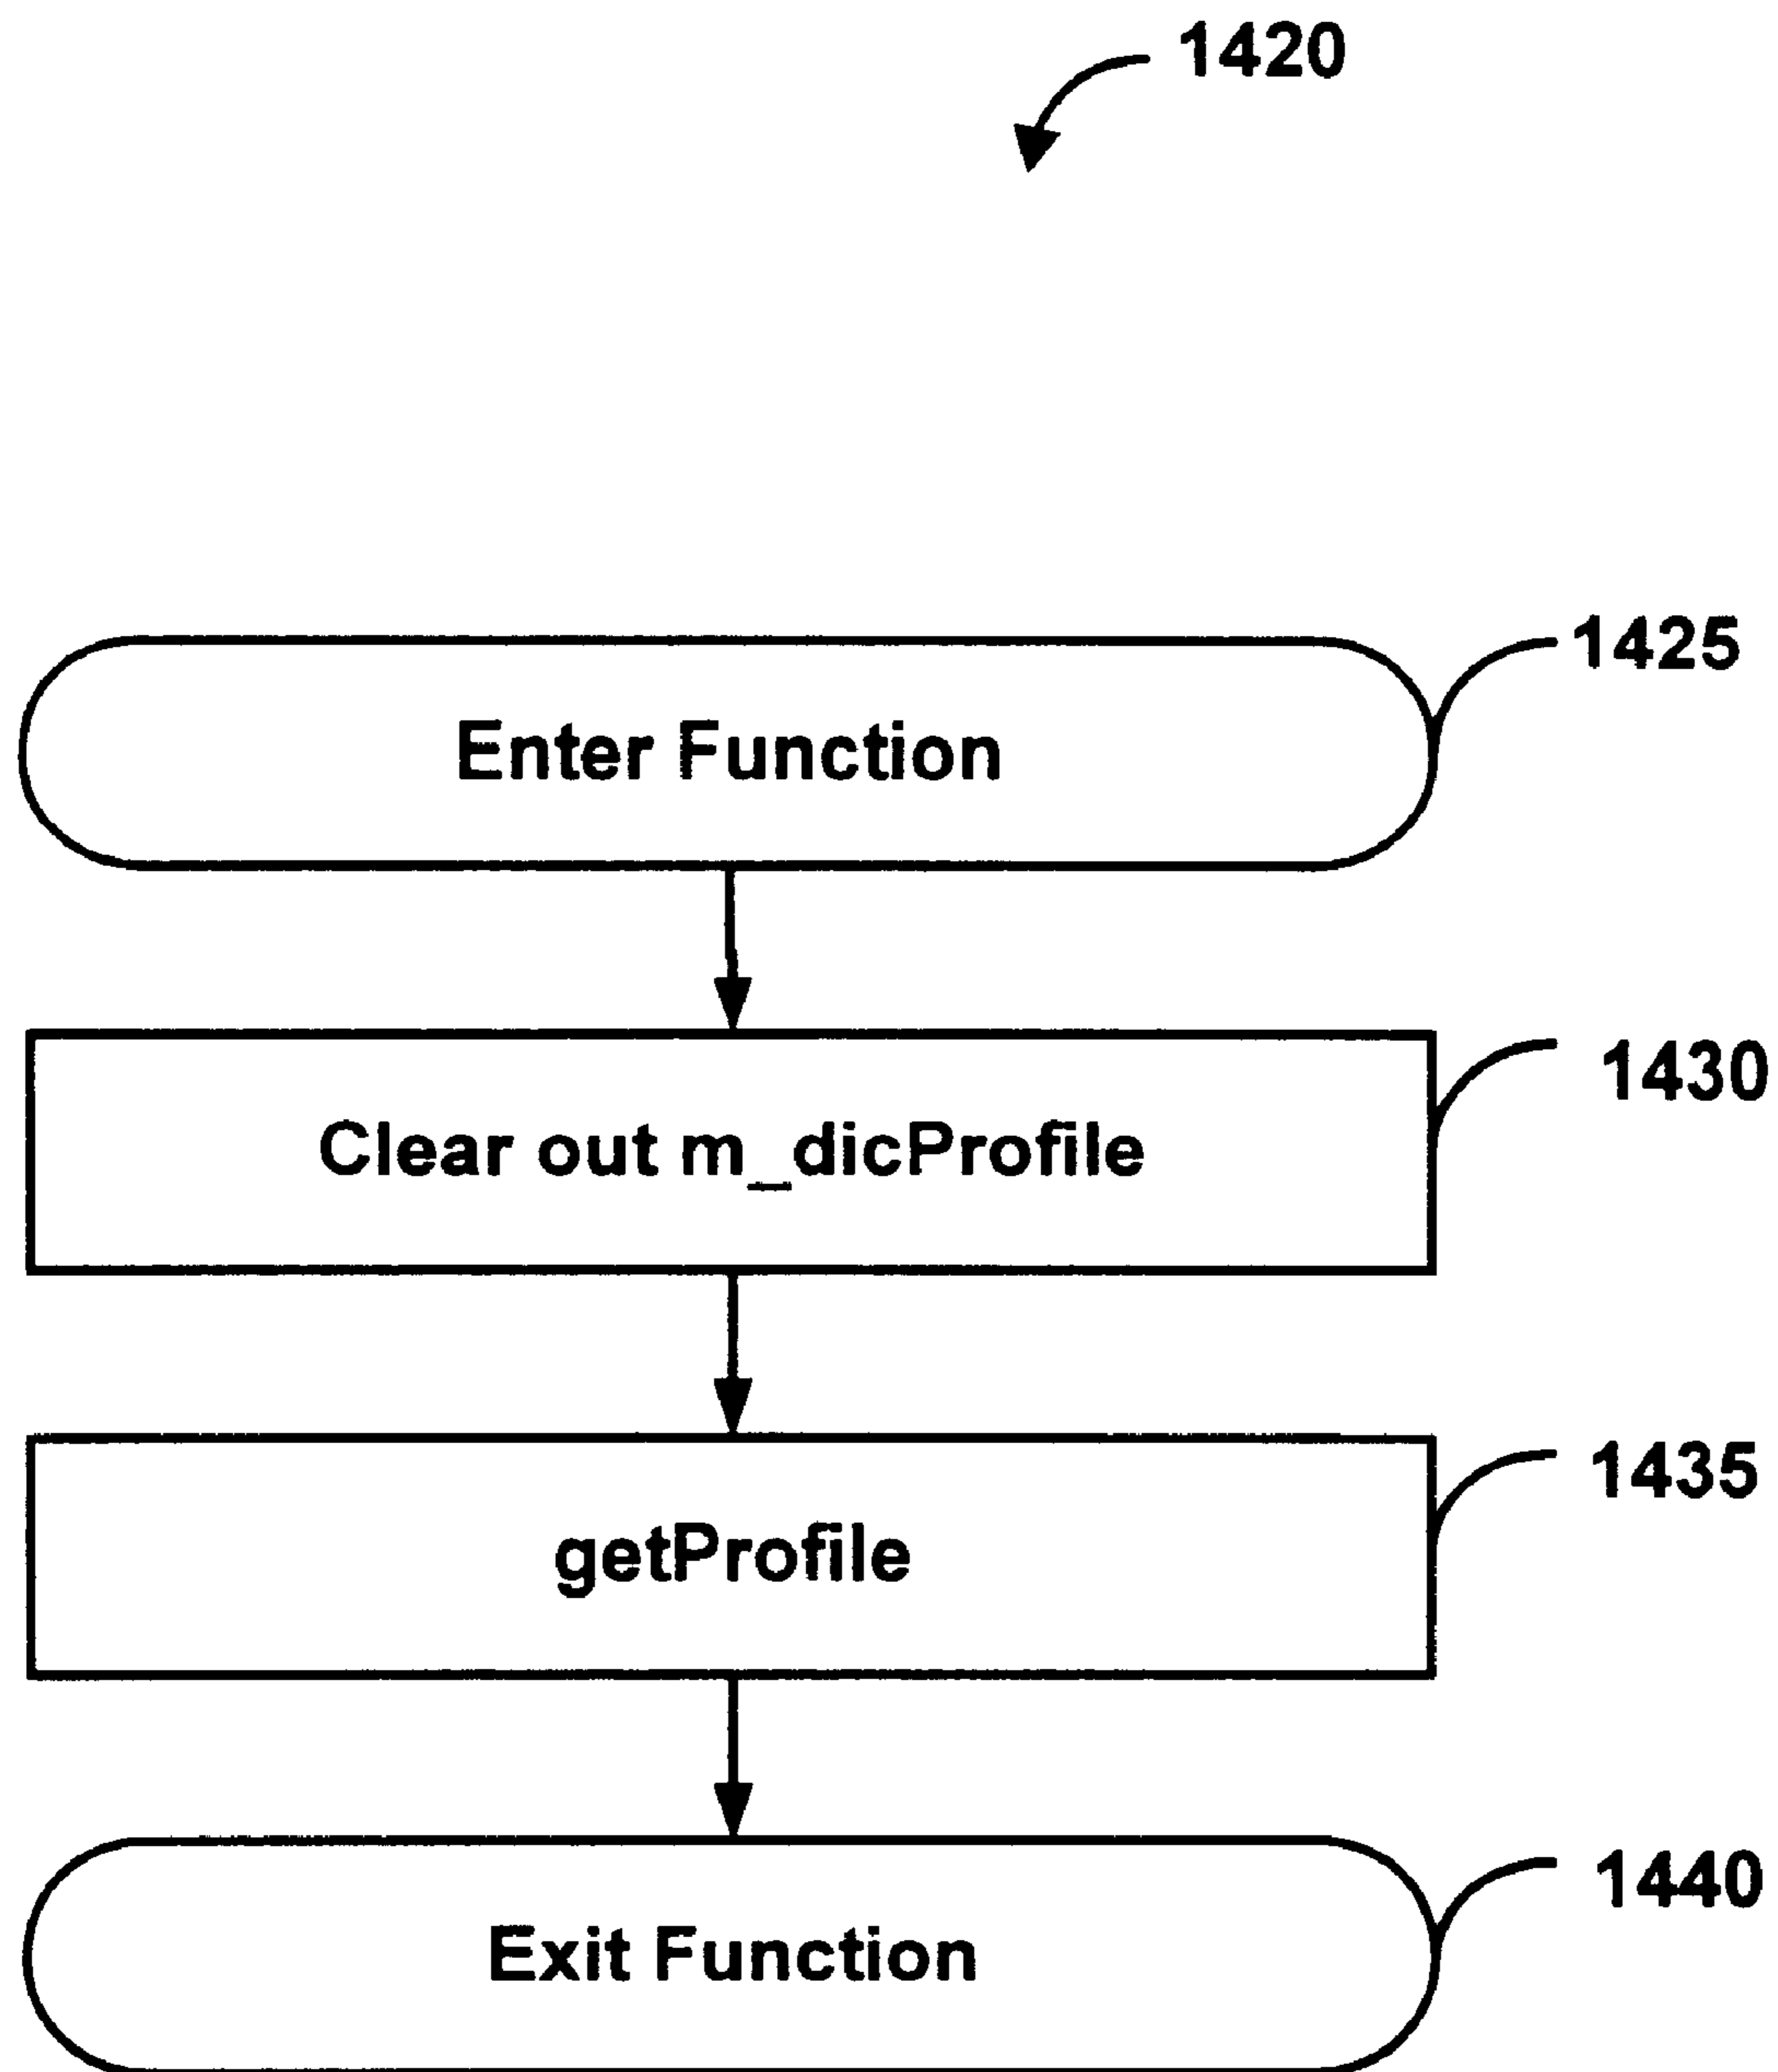 1420
1425
Enter Function
1430
Clear out m_dicProfile
1435
getProfile
1440
Exit Function